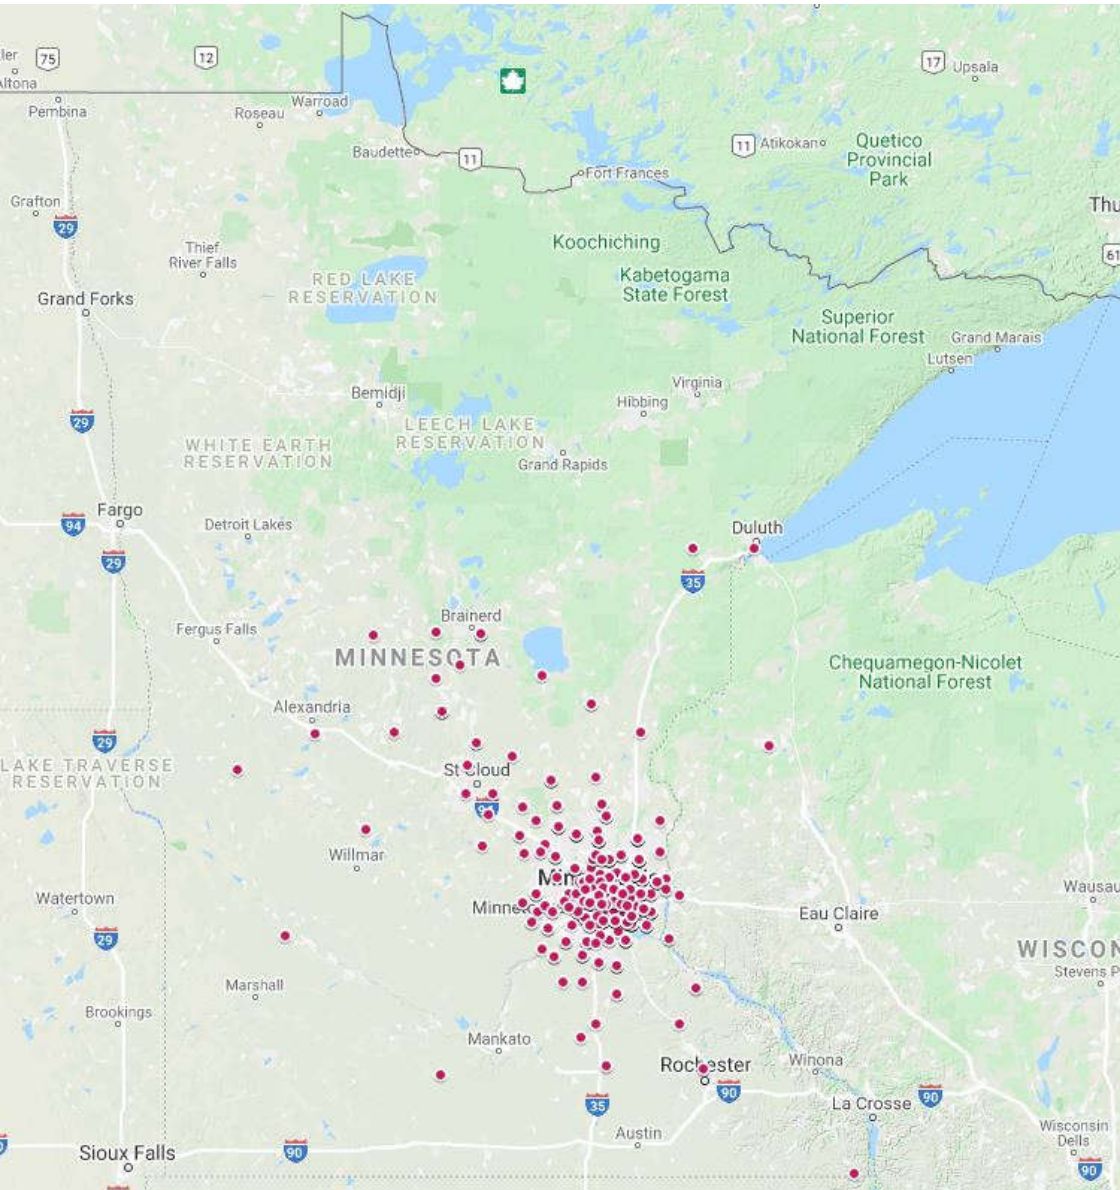 75
12
17
Upsala
Altona
Pembina
Warroad
Roseau
Baudette
11
Fort Frances
11
Atikokan
Quetico
Provincial
Park
Grafton
29
Thief
River Falls
Koochiching
Kabetogama
State Forest
61
Grand Forks
RED LAKE
RESERVATION
Superior
National Forest
Grand Marais
Lutsen
Bemidji
Virginia
Hibbing
29
LEECH LAKE
RESERVATION
WHITE EARTH
RESERVATION
Grand Rapids
Fargo
94
Detroit Lakes
Duluth
29
35
Brainerd
Fergus Falls
MINNESOTA
Chequamegon-Nicolet
National Forest
Alexandria
29
LAKE TRAVERSE
RESERVATION
St Cloud
94
Willmar
Watertown
Eau Claire
Wausau
29
WISCON
Stevens P
Marshall
Brookings
Mankato
Rochester
Winona
90
La Crosse
90
35
Austin
Wisconsin
Dells
90
Sioux Falls
90